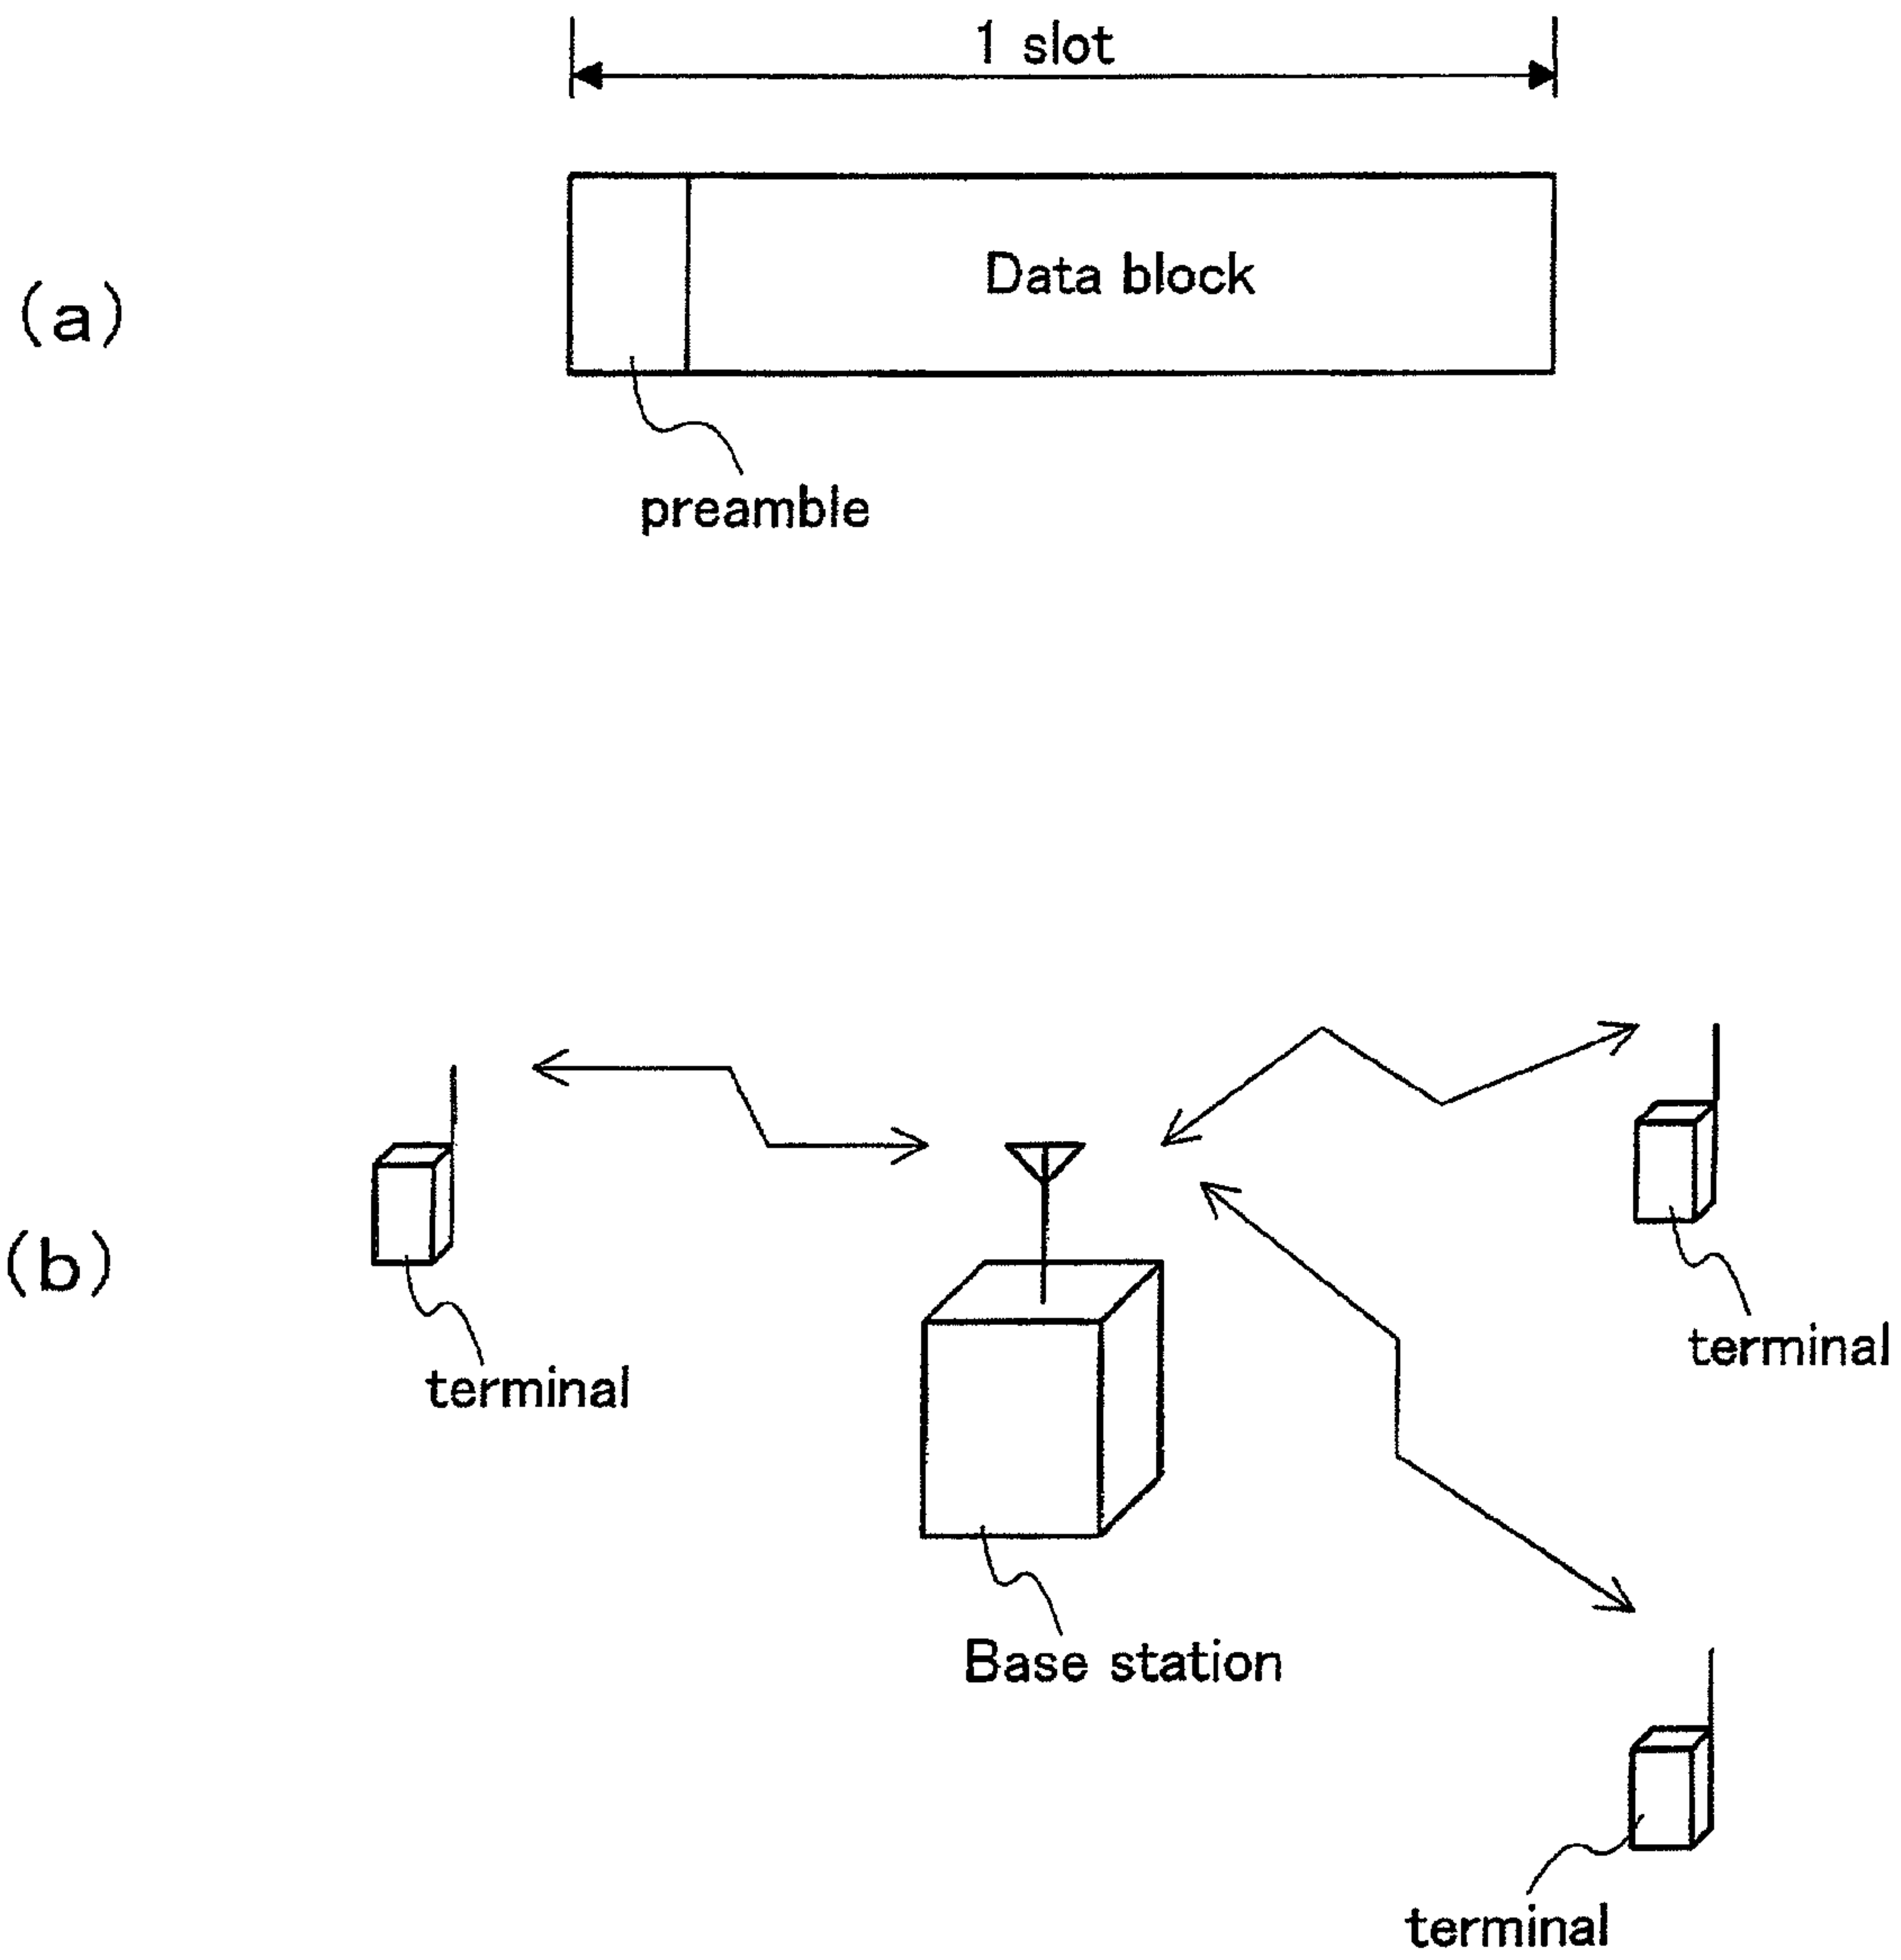 1 slot
(a)
Data block
preamble
(b)
terminal
terminal
Base station
terminal